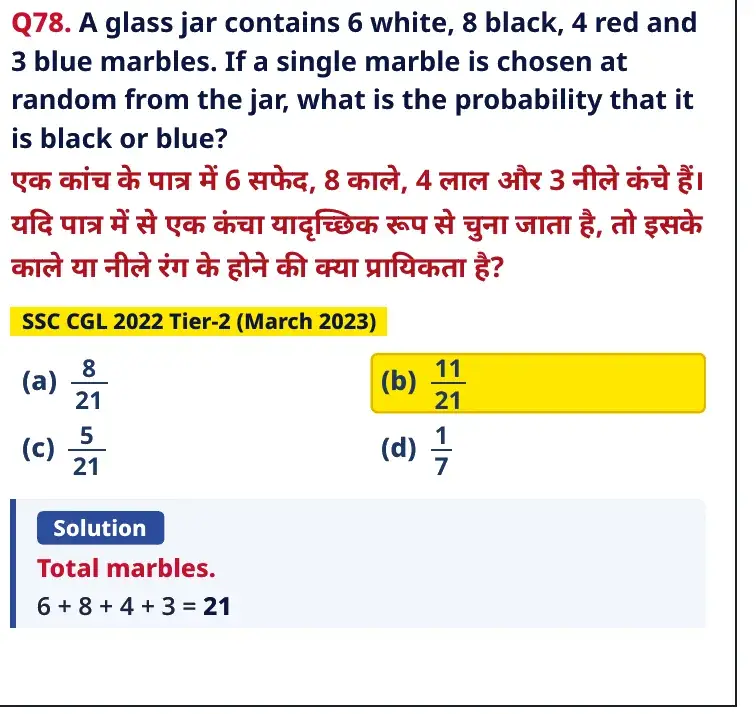 Q78. A glass jar contains 6 white, 8 black, 4 red and
3 blue marbles. If a single marble is chosen at
random from the jar, what is the probability that it
is black or blue?
एक कांच के पात्र में 6 सफेद, 8 काले, 4 लाल और 3 नीले कंचे हैं।
यदि पात्र में से एक कंचा यादृच्छिक रूप से चुना जाता है, तो इसके
काले या नीले रंग के होने की क्या प्रायिकता है?
SSC CGL 2022 Tier-2 (March 2023)
(a) 8/21
(b) 11/21
(c) 5/21
(d) 1/7
Solution
Total marbles.
6 + 8 + 4 + 3 = 21